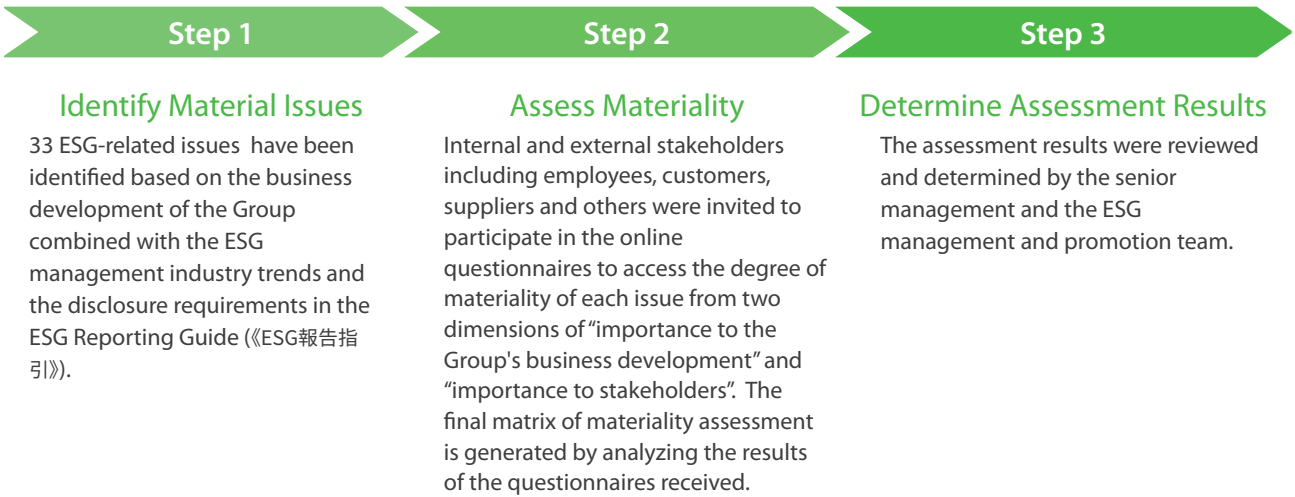 Step 1
Identify Material Issues
33 ESG-related issues  have been
identified based on the business
development of the Group
combined with the ESG
management industry trends and
the disclosure requirements in the
ESG Reporting Guide (《ESG報告指
引》).
Step 2
Assess Materiality
Internal and external stakeholders
including employees, customers,
suppliers and others were invited to
participate in the online
questionnaires to access the degree of
materiality of each issue from two
dimensions of “importance to the
Group's business development” and
“importance to stakeholders”.  The
final matrix of materiality assessment
is generated by analyzing the results
of the questionnaires received.
Step 3
Determine Assessment Results
The assessment results were reviewed
and determined by the senior
management and the ESG
management and promotion team.